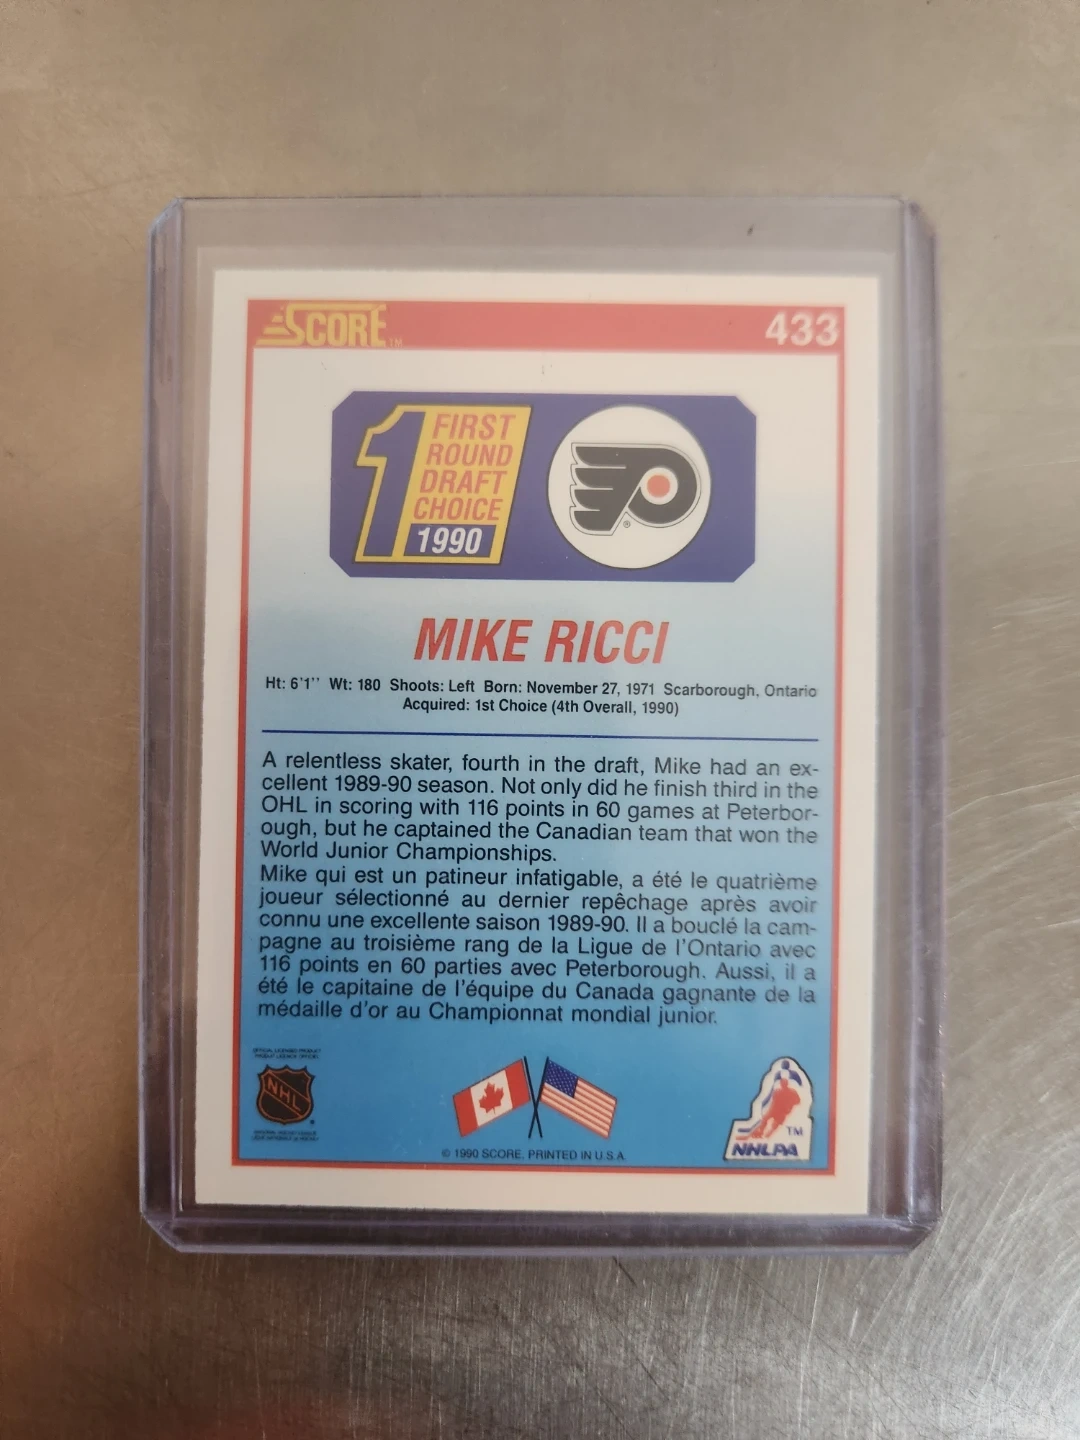 SCORE TM
433
1 FIRST
ROUND
DRAFT
CHOICE
1990
®
MIKE RICCI
Ht: 6'1'' Wt: 180 Shoots: Left Born: November 27, 1971 Scarborough, Ontario
Acquired: 1st Choice (4th Overall, 1990)
A relentless skater, fourth in the draft, Mike had an ex-
cellent 1989-90 season. Not only did he finish third in the
OHL in scoring with 116 points in 60 games at Peterbor-
ough, but he captained the Canadian team that won the
World Junior Championships.
Mike qui est un patineur infatigable, a été le quatrième
joueur sélectionné au dernier repêchage après avoir
connu une excellente saison 1989-90. Il a bouclé la cam-
pagne au troisième rang de la Ligue de l'Ontario avec
116 points en 60 parties avec Peterborough. Aussi, il a
été le capitaine de l'équipe du Canada gagnante de la
médaille d'or au Championnat mondial junior.
NHL
TM
NHLPA
© 1990 SCORE, PRINTED IN U.S.A.